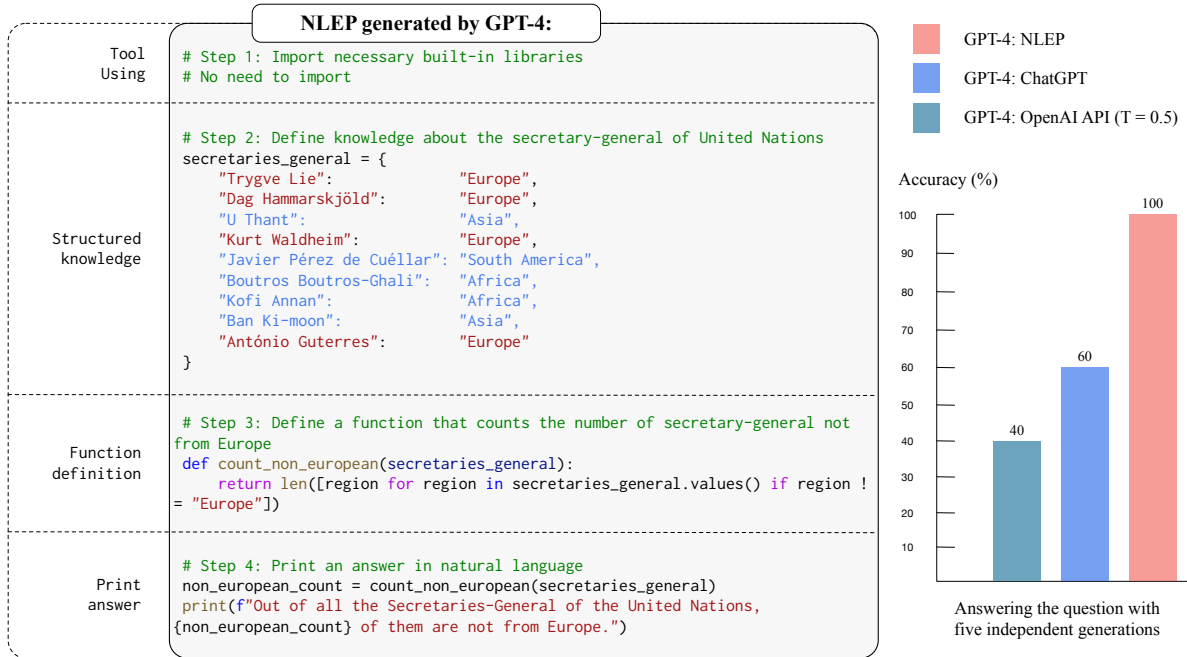 NLEP generated by GPT-4:
Tool
Using
# Step 1: Import necessary built-in libraries
# No need to import
Structured
knowledge
# Step 2: Define knowledge about the secretary-general of United Nations
secretaries_general = {
"Trygve Lie": "Europe",
"Dag Hammarskjöld": "Europe",
"U Thant": "Asia",
"Kurt Waldheim": "Europe",
"Javier Pérez de Cuéllar": "South America",
"Boutros Boutros-Ghali": "Africa",
"Kofi Annan": "Africa",
"Ban Ki-moon": "Asia",
"António Guterres": "Europe"
}
Function
definition
# Step 3: Define a function that counts the number of secretary-general not
from Europe
def count_non_european(secretaries_general):
return len([region for region in secretaries_general.values() if region !
= "Europe"])
Print
answer
# Step 4: Print an answer in natural language
non_european_count = count_non_european(secretaries_general)
print(f"Out of all the Secretaries-General of the United Nations,
{non_european_count} of them are not from Europe.")
GPT-4: NLEP
GPT-4: ChatGPT
GPT-4: OpenAI API (T = 0.5)
Accuracy (%)
100
90
80
70
60
50
40
30
20
10
40
60
100
Answering the question with
five independent generations